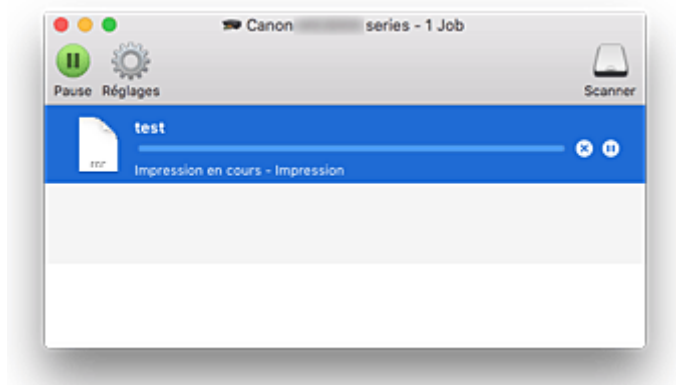 Canon series - 1 Job
Pause Réglages Scanner
test
Impression en cours - Impression